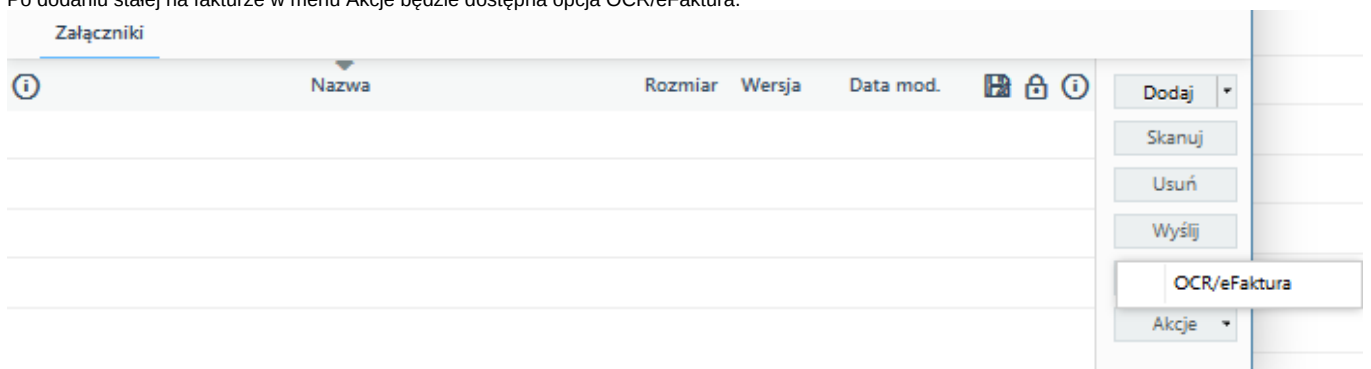 Po dodaniu stałej na fakturze w menu Akcje będzie dostępna opcja OCR/eFaktura.
Załączniki
Nazwa Rozmiar Wersja Data mod.
Dodaj
Skanuj
Usuń
Wyślij
OCR/eFaktura
Akcje